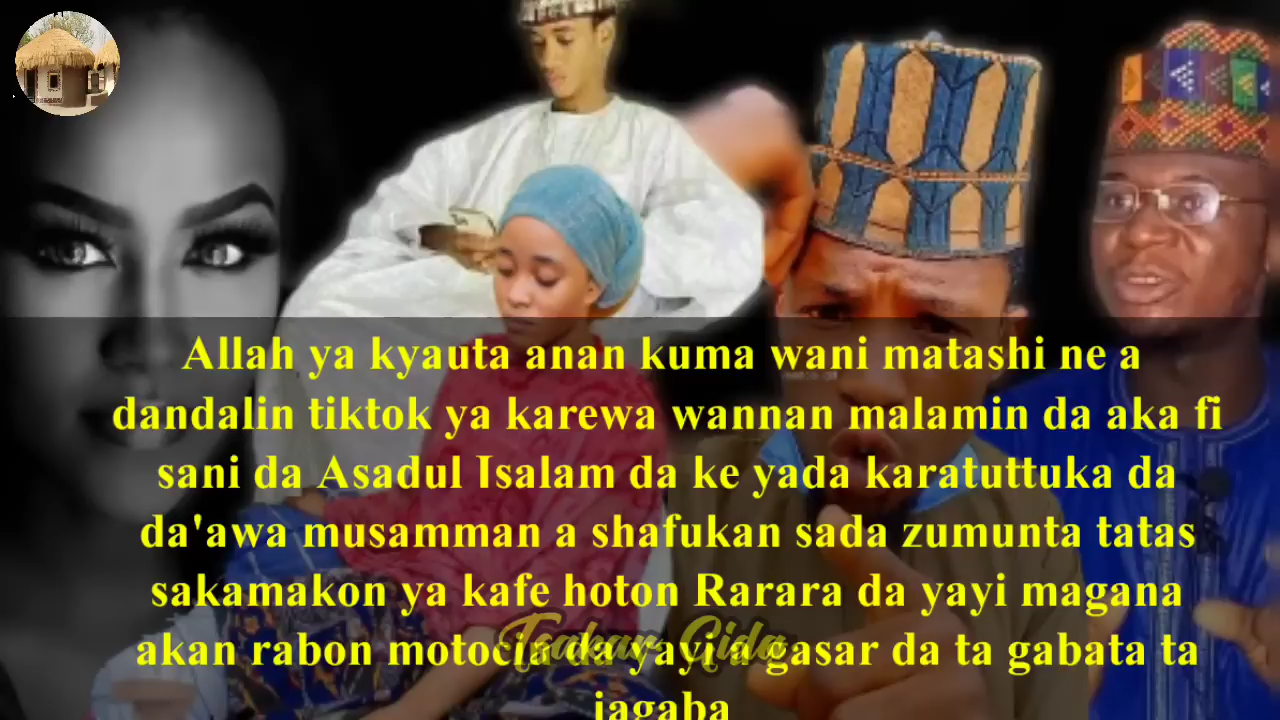 Allah ya kyauta anan kuma wani matashi ne a
dandalin tiktok ya karewa wannan malamin da aka fi
sani da Asadul Isalam da ke yada karatuttuka da
da'awa musamman a shafukan sada zumunta tatas
sakamakon ya kafe hoton Rarara da yayi magana
akan rabon motocin da yayi a gasar da ta gabata ta
jagaba
Tsakar Gida